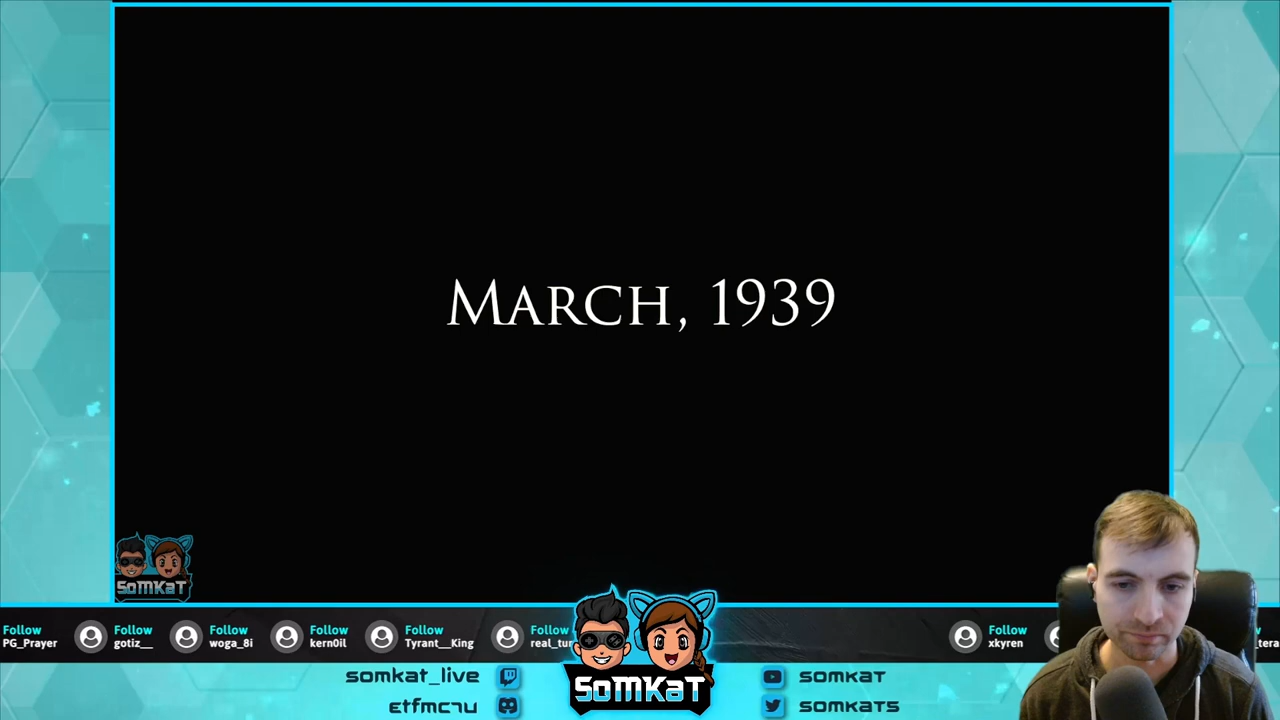 March, 1939
SOMKAT
Follow
PG_Prayer
Follow
gotiz__
Follow
woga_8i
Follow
kern0il
Follow
Tyrant__King
Follow
Follow
xkyren
somkat_live
SOMKAT
somkat
somkats